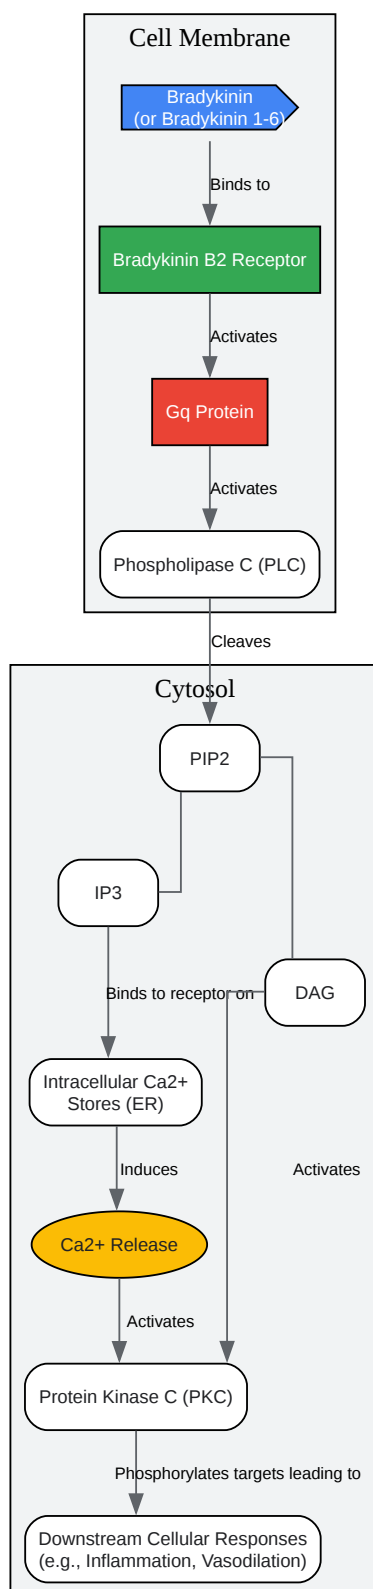 Cell Membrane
Bradykinin
(or Bradykinin 1-6)
Binds to
Bradykinin B2 Receptor
Activates
Gq Protein
Activates
Phospholipase C (PLC)
Cleaves
Cytosol
PIP2
IP3
Binds to receptor on
DAG
Intracellular Ca2+
Stores (ER)
Induces
Activates
Ca2+ Release
Activates
Protein Kinase C (PKC)
Phosphorylates targets leading to
Downstream Cellular Responses
(e.g., Inflammation, Vasodilation)